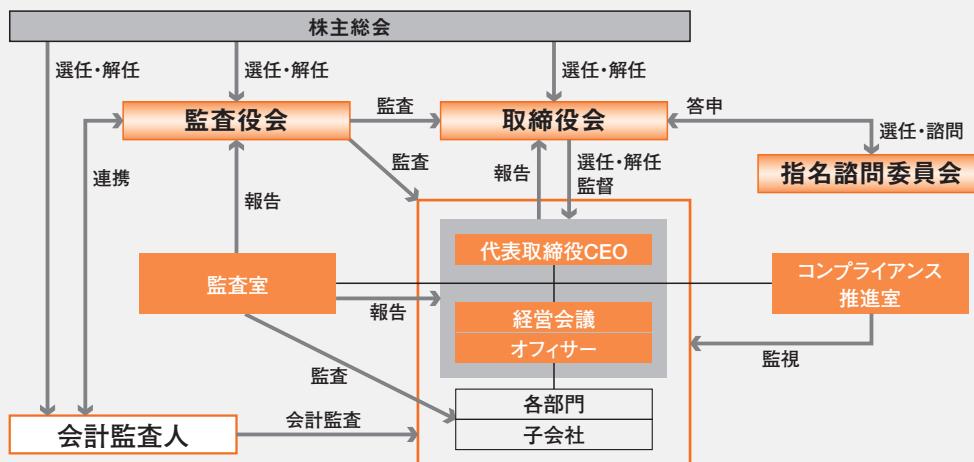 株主総会
選任・解任
選任・解任
選任・解任
監査役会
監査
取締役会
答申
選任・諮問
指名諮問委員会
連携
監査
報告
選任・解任
監督
報告
代表取締役CEO
監査室
コンプライアンス
推進室
報告
経営会議
オフィサー
監視
監査
各部門
子会社
会計監査人
会計監査